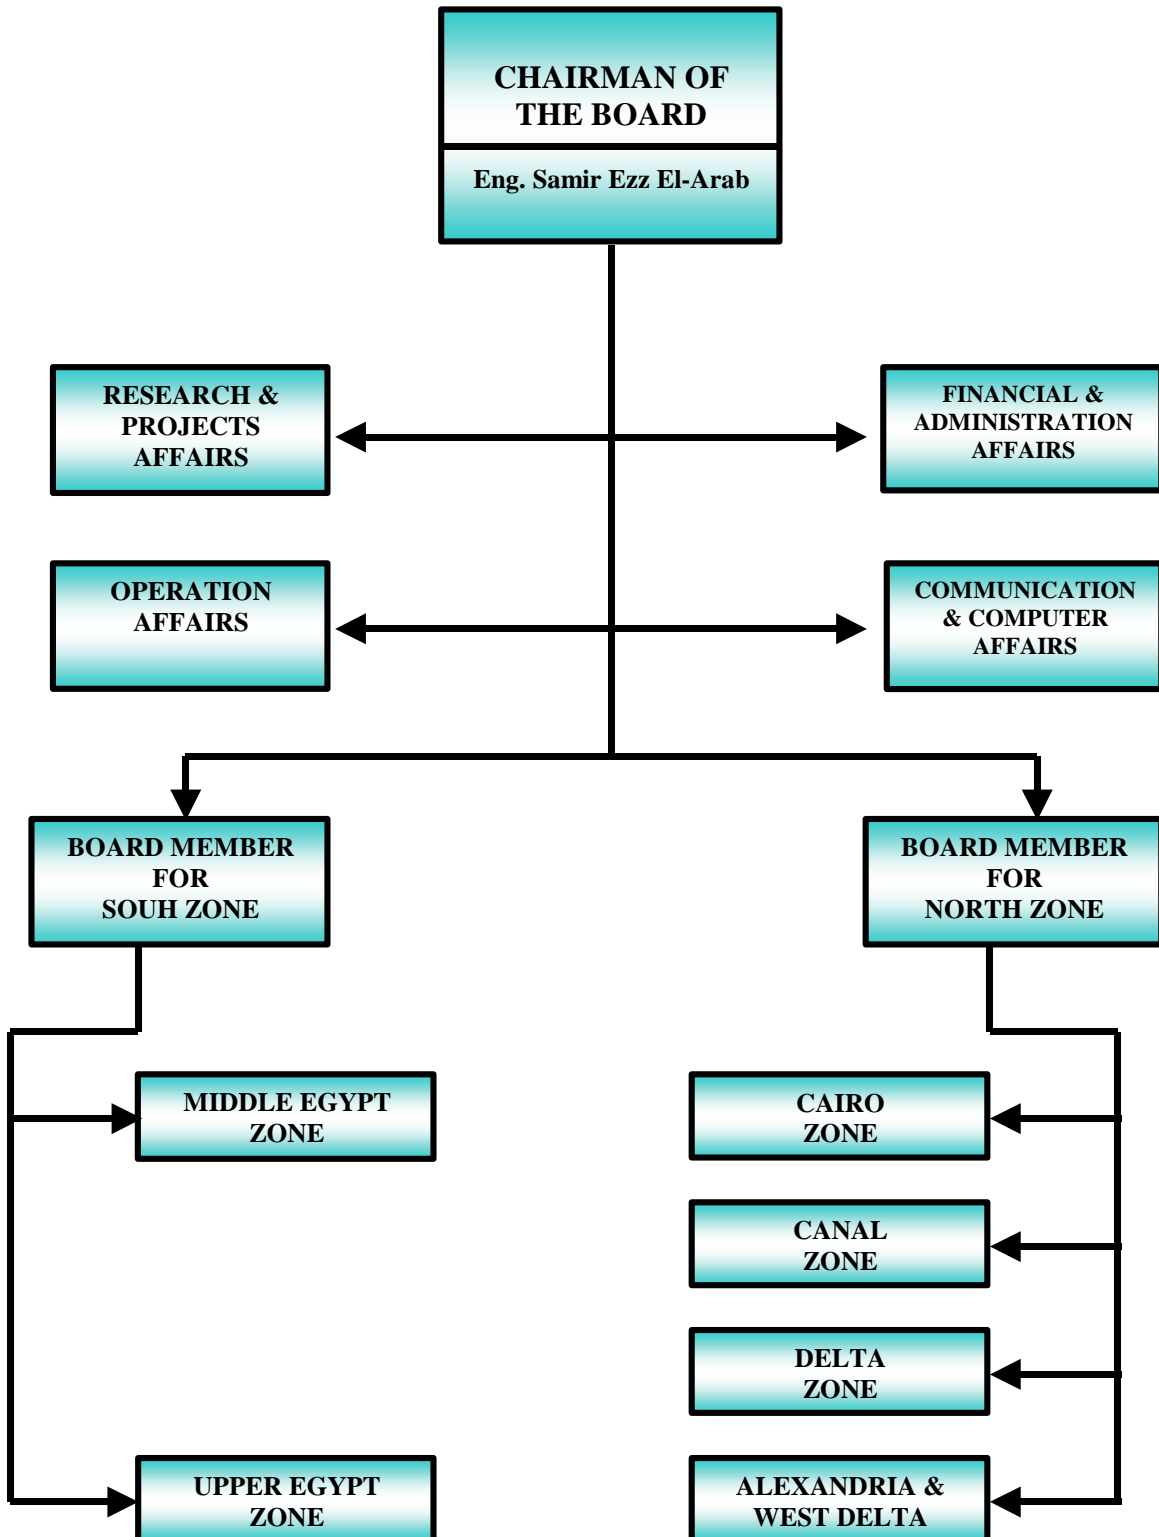 CHAIRMAN OF
THE BOARD
Eng. Samir Ezz El-Arab
RESEARCH &
PROJECTS
AFFAIRS
FINANCIAL &
ADMINISTRATION
AFFAIRS
OPERATION
AFFAIRS
COMMUNICATION
& COMPUTER
AFFAIRS
BOARD MEMBER
FOR
SOUH ZONE
BOARD MEMBER
FOR
NORTH ZONE
MIDDLE EGYPT
ZONE
CAIRO
ZONE
CANAL
ZONE
DELTA
ZONE
UPPER EGYPT
ZONE
ALEXANDRIA &
WEST DELTA